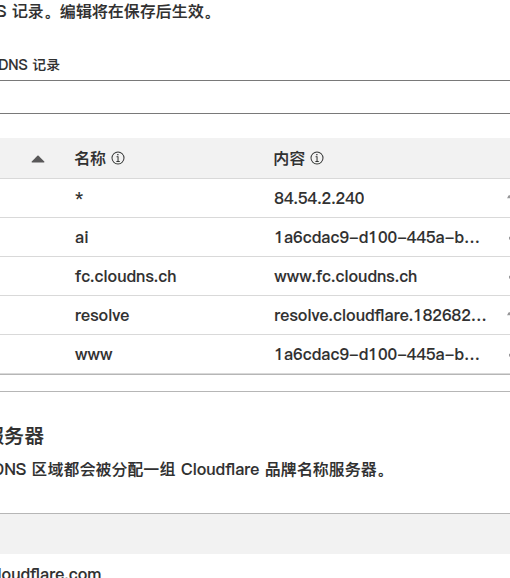 S 记录。编辑将在保存后生效。
DNS 记录
名称 内容
* 84.54.2.240
ai 1a6cdac9-d100-445a-b...
fc.cloudns.ch www.fc.cloudns.ch
resolve resolve.cloudflare.182682...
www 1a6cdac9-d100-445a-b...
服务器
DNS 区域都会被分配一组 Cloudflare 品牌名称服务器。
loudflare.com